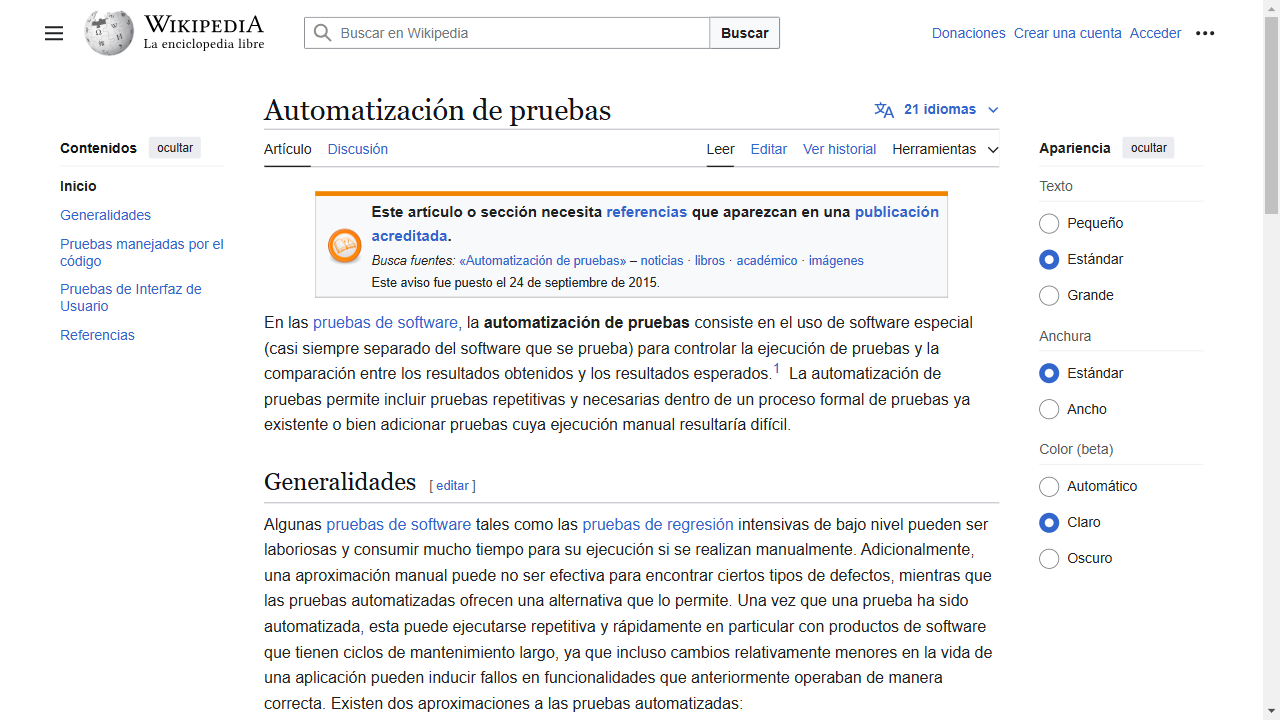 WIKIPEDIA
La enciclopedia libre
Buscar en Wikipedia
Buscar
Donaciones
Crear una cuenta
Acceder
Contenidos
ocultar
Inicio
Generalidades
Pruebas manejadas por el
código
Pruebas de Interfaz de
Usuario
Referencias
Automatización de pruebas
21 idiomas
Artículo
Discusión
Leer
Editar
Ver historial
Herramientas
Este artículo o sección necesita referencias que aparezcan en una publicación
acreditada.
Busca fuentes: «Automatización de pruebas» – noticias · libros · académico · imágenes
Este aviso fue puesto el 24 de septiembre de 2015.
En las pruebas de software, la automatización de pruebas consiste en el uso de software especial
(casi siempre separado del software que se prueba) para controlar la ejecución de pruebas y la
comparación entre los resultados obtenidos y los resultados esperados.1 La automatización de
pruebas permite incluir pruebas repetitivas y necesarias dentro de un proceso formal de pruebas ya
existente o bien adicionar pruebas cuya ejecución manual resultaría difícil.
Generalidades
[ editar ]
Algunas pruebas de software tales como las pruebas de regresión intensivas de bajo nivel pueden ser
laboriosas y consumir mucho tiempo para su ejecución si se realizan manualmente. Adicionalmente,
una aproximación manual puede no ser efectiva para encontrar ciertos tipos de defectos, mientras que
las pruebas automatizadas ofrecen una alternativa que lo permite. Una vez que una prueba ha sido
automatizada, esta puede ejecutarse repetitiva y rápidamente en particular con productos de software
que tienen ciclos de mantenimiento largo, ya que incluso cambios relativamente menores en la vida de
una aplicación pueden inducir fallos en funcionalidades que anteriormente operaban de manera
correcta. Existen dos aproximaciones a las pruebas automatizadas:
Apariencia
ocultar
Texto
Pequeño
Estándar
Grande
Anchura
Estándar
Ancho
Color (beta)
Automático
Claro
Oscuro